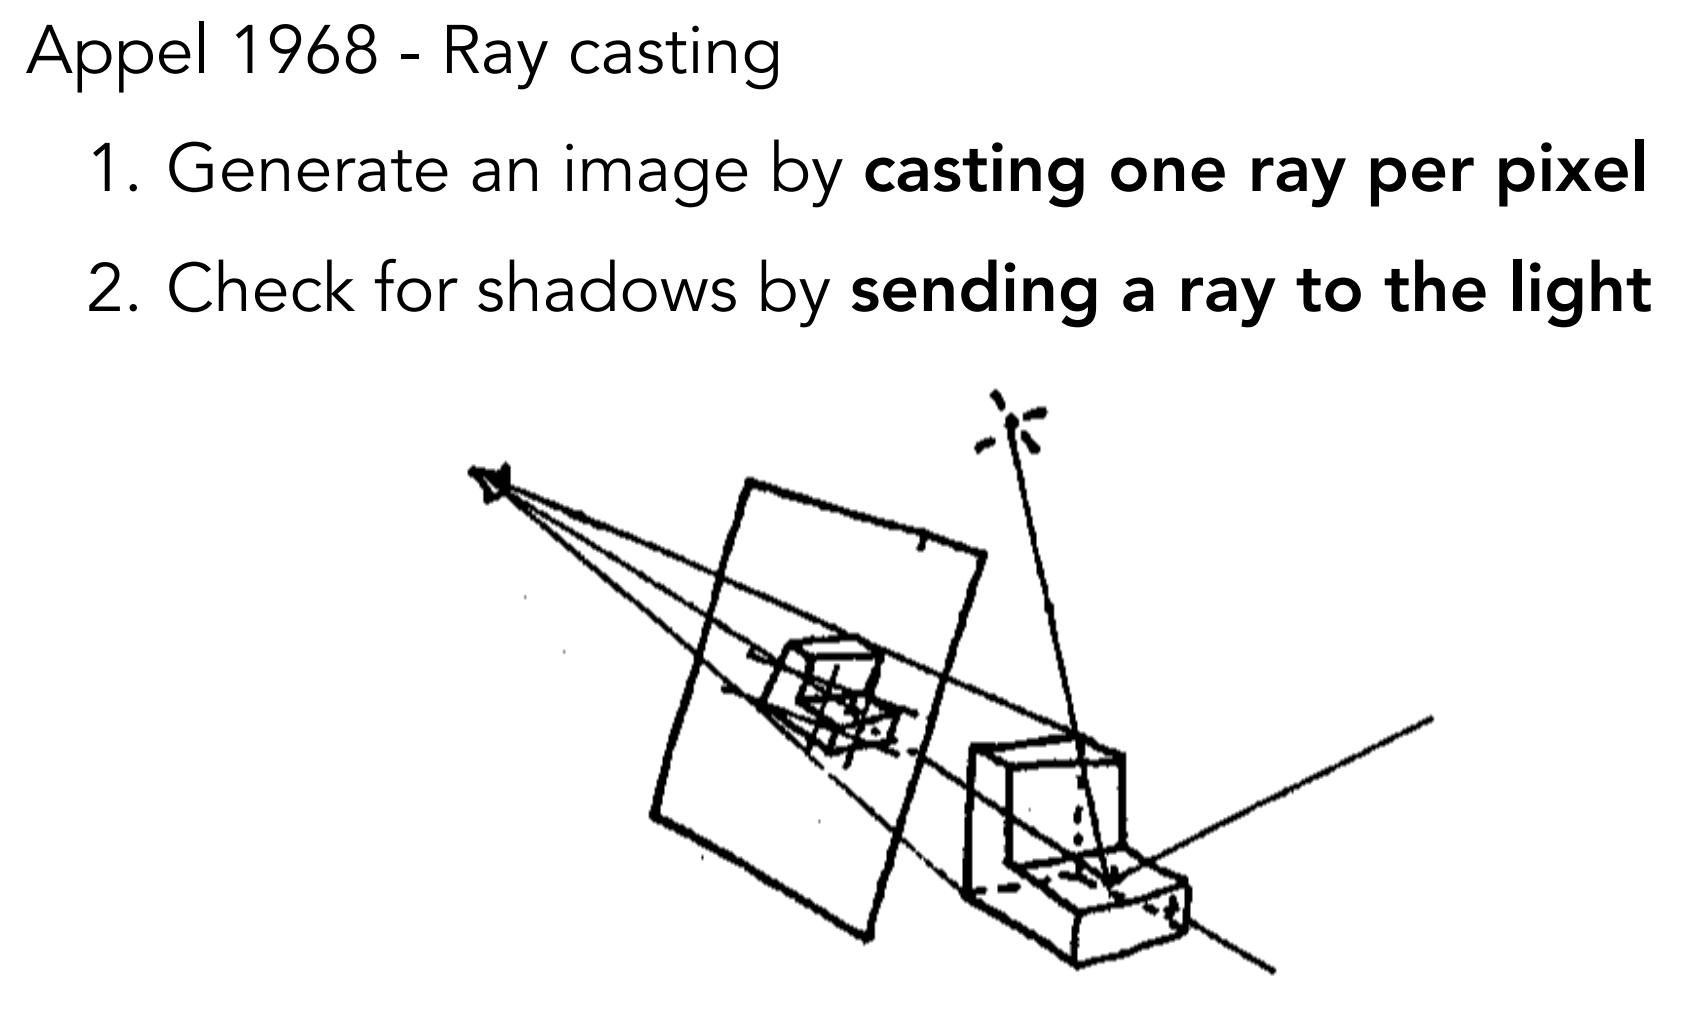 Appel 1968 - Ray casting
1. Generate an image by casting one ray per pixel
2. Check for shadows by sending a ray to the light